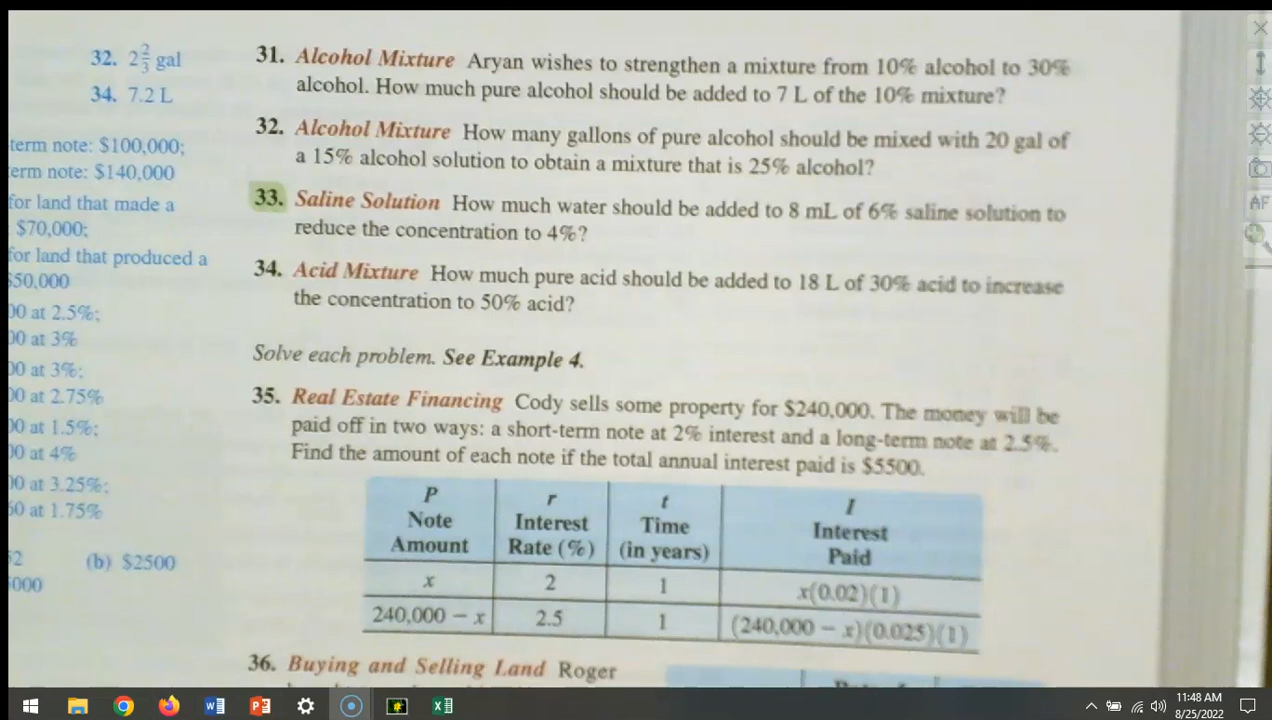 32. 2 2/3 gal
34. 7.2 L
term note: $100,000;
erm note: $140,000
for land that made a
$70,000;
for land that produced a
$50,000
00 at 2.5%;
00 at 3%
00 at 3%;
00 at 2.75%
00 at 1.5%;
00 at 4%
00 at 3.25%;
50 at 1.75%
(b) $2500
000
31. Alcohol Mixture Aryan wishes to strengthen a mixture from 10% alcohol to 30%
alcohol. How much pure alcohol should be added to 7 L of the 10% mixture?
32. Alcohol Mixture How many gallons of pure alcohol should be mixed with 20 gal of
a 15% alcohol solution to obtain a mixture that is 25% alcohol?
33. Saline Solution How much water should be added to 8 mL of 6% saline solution to
reduce the concentration to 4%?
34. Acid Mixture How much pure acid should be added to 18 L of 30% acid to increase
the concentration to 50% acid?
Solve each problem. See Example 4.
35. Real Estate Financing Cody sells some property for $240,000. The money will be
paid off in two ways: a short-term note at 2% interest and a long-term note at 2.5%.
Find the amount of each note if the total annual interest paid is $5500.
P r t I
Note Interest Time Interest
Amount Rate (%) (in years) Paid
x 2 1 x(0.02)(1)
240,000 − x 2.5 1 (240,000 − x)(0.025)(1)
36. Buying and Selling Land Roger
AF
11:48 AM
8/25/2022